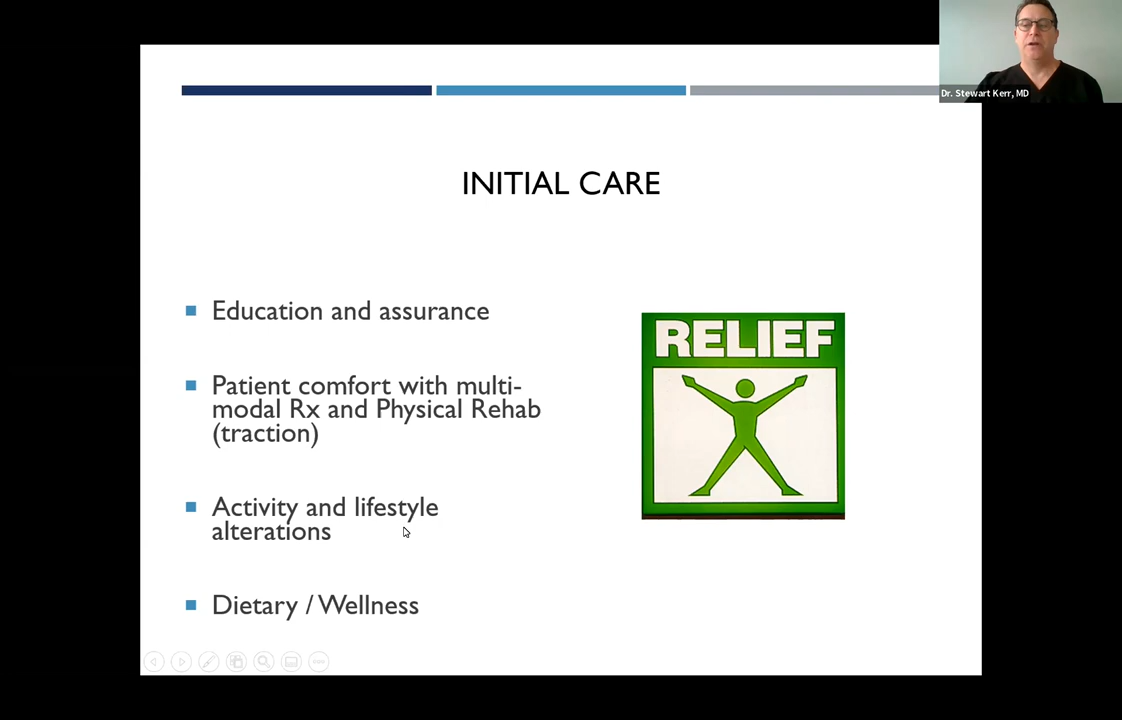 Dr. Stewart Kerr, MD
INITIAL CARE
Education and assurance
Patient comfort with multi-
modal Rx and Physical Rehab
(traction)
Activity and lifestyle
alterations
Dietary / Wellness
RELIEF